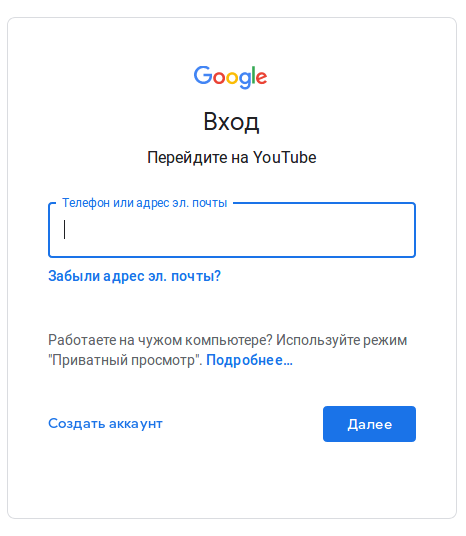 Google
Вход
Перейдите на YouTube
Телефон или адрес эл. почты
Забыли адрес эл. почты?
Работаете на чужом компьютере? Используйте режим
"Приватный просмотр". Подробнее…
Создать аккаунт
Далее